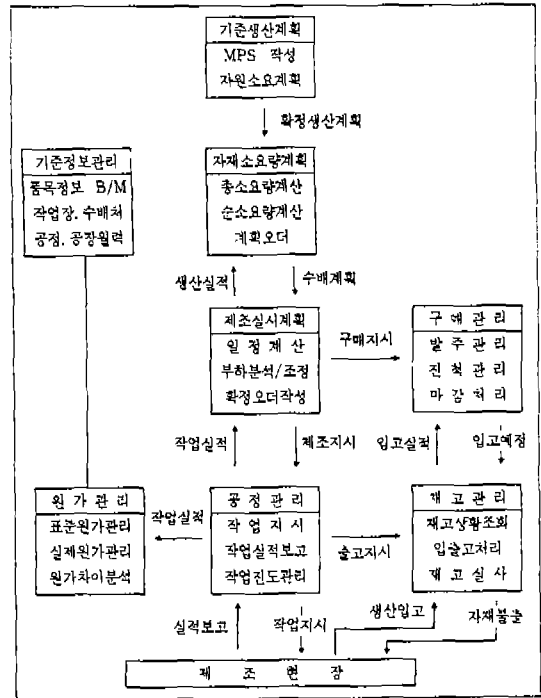 기준생산계획
MPS 작성
자원소요계획
확정생산계획
기준정보관리
품목정보 B/M
작업장. 수배처
공정. 공장월력
자재소요량계획
총소요량계산
순소요량계산
계획오더
생산실적
수배계획
제조실시계획
일정계산
부하분석/조정
확정오더작성
구매지시
구매관리
발주관리
진척관리
마감처리
작업실적
제조지시
입고실적
입고예정
원가관리
표준원가관리
실제원가관리
원가차이분석
작업실적
공정관리
작업지시
작업실적보고
작업진도관리
출고지시
재고관리
재고상황조회
입출고처리
재고실사
실적보고
작업지시
생산입고
자재불출
제조현장